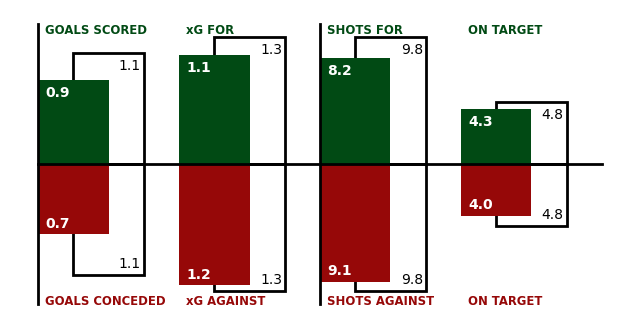 GOALS SCORED
xG FOR
SHOTS FOR
ON TARGET
0.9
1.1
1.1
1.3
8.2
9.8
4.3
4.8
0.7
1.1
1.2
1.3
9.1
9.8
4.0
4.8
GOALS CONCEDED
xG AGAINST
SHOTS AGAINST
ON TARGET